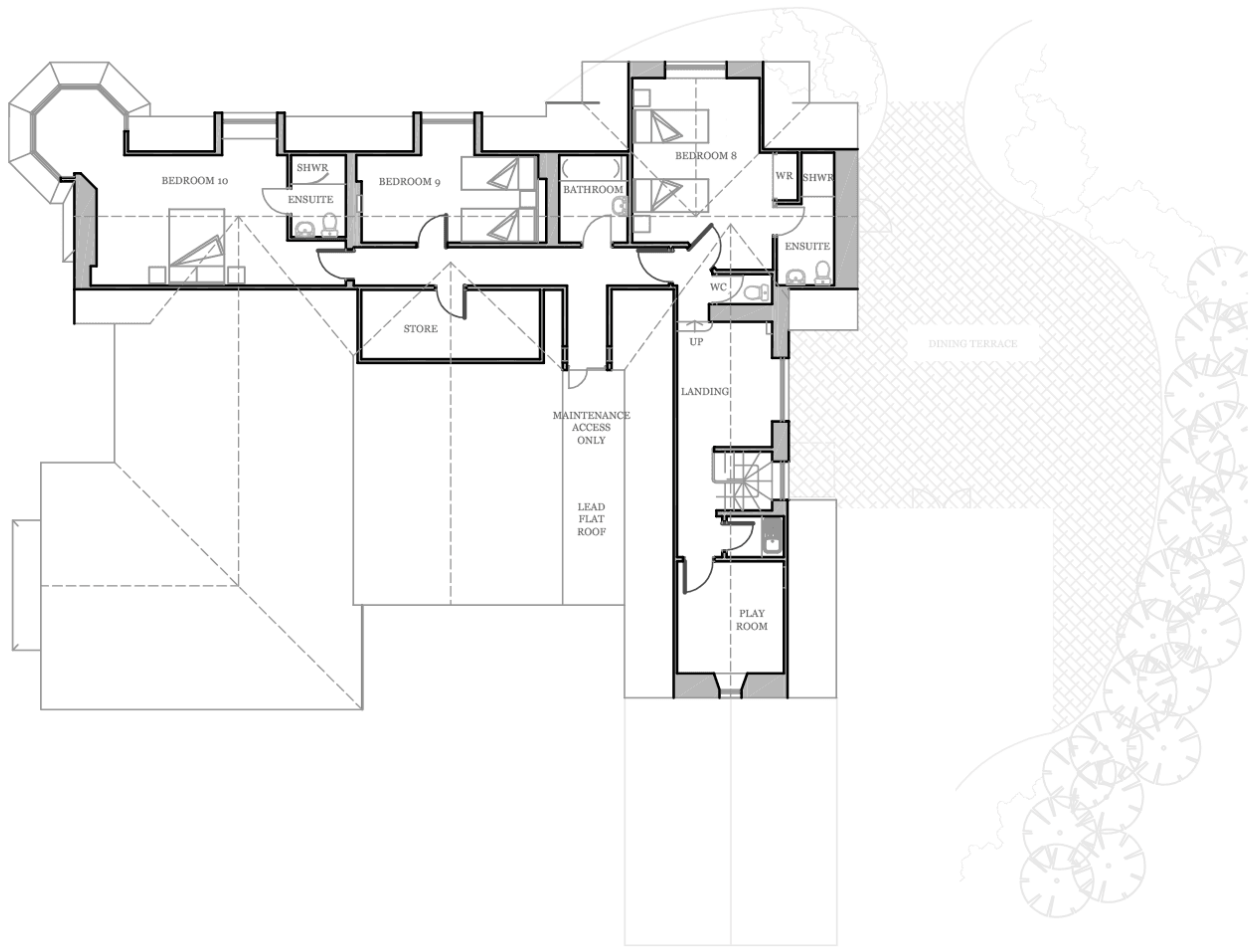 BEDROOM 10
SHWR
ENSUITE
BEDROOM 9
BATHROOM
BEDROOM 8
WR
SHWR
ENSUITE
WC
STORE
UP
DINING TERRACE
LANDING
MAINTENANCE
ACCESS
ONLY
LEAD
FLAT
ROOF
PLAY
ROOM